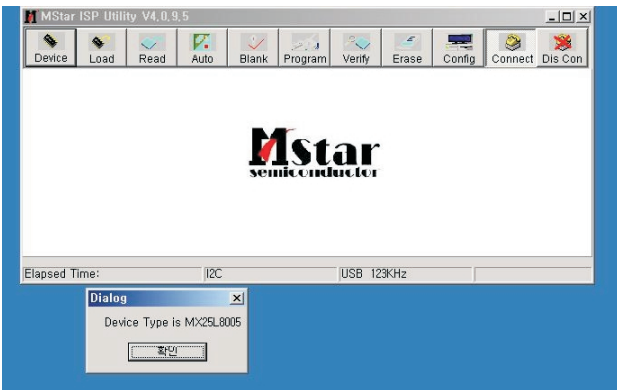 MStar ISP Utility V4.0.9.5
Device Load Read Auto Blank Program Verify Erase Config Connect Dis Con
MStar
semiconductor
Elapsed Time: I2C USB 123KHz
Dialog
Device Type is MX25L8005
확인